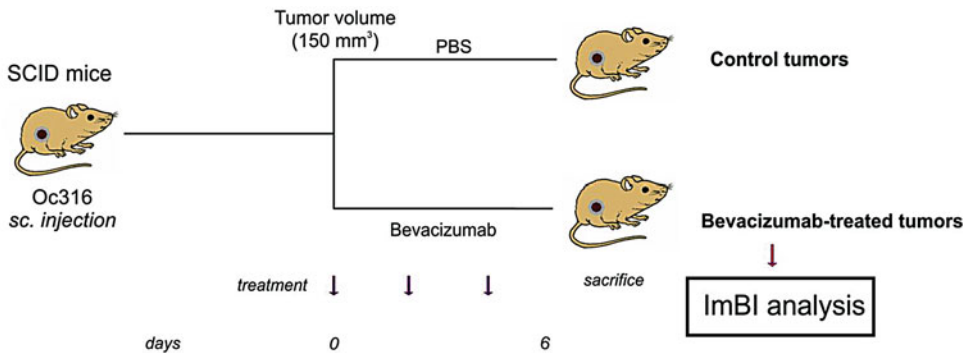 Tumor volume
(150 mm³)
PBS
SCID mice
Control tumors
Oc316
sc. injection
Bevacizumab
Bevacizumab-treated tumors
treatment
sacrifice
ImBI analysis
days
0
6